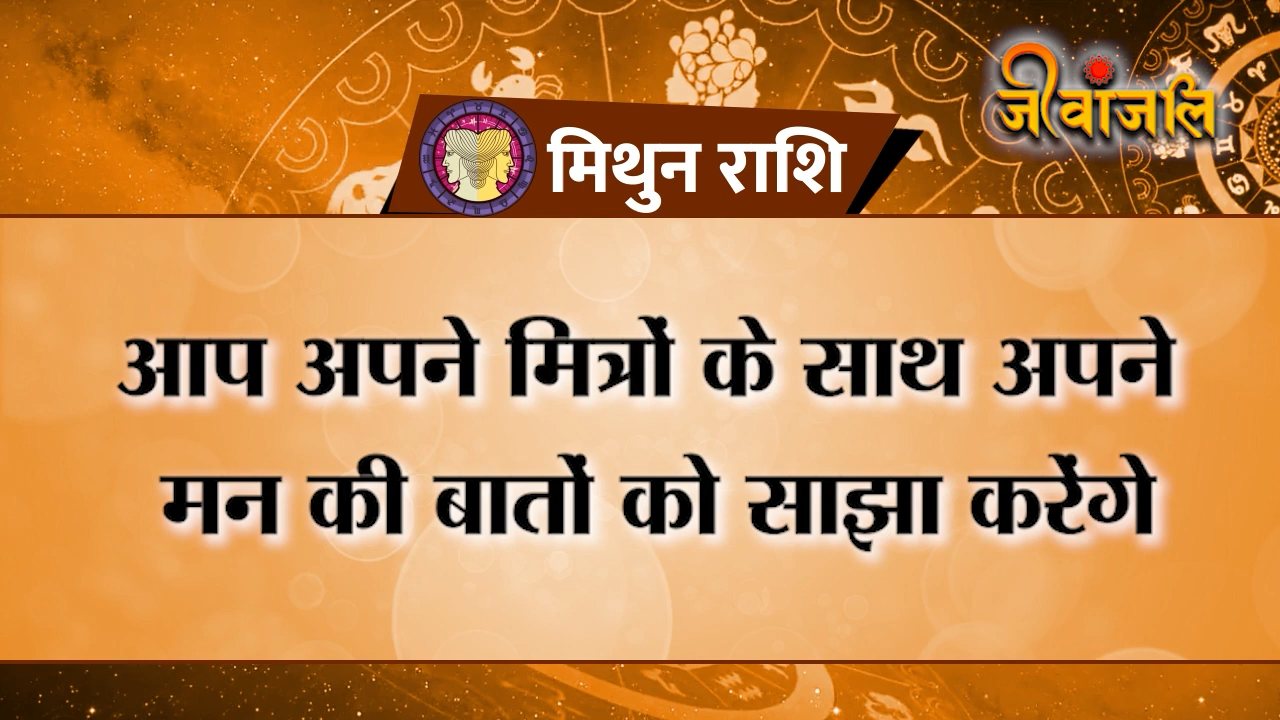 जीवांजलि
मिथुन राशि
आप अपने मित्रों के साथ अपने
मन की बातों को साझा करेंगे